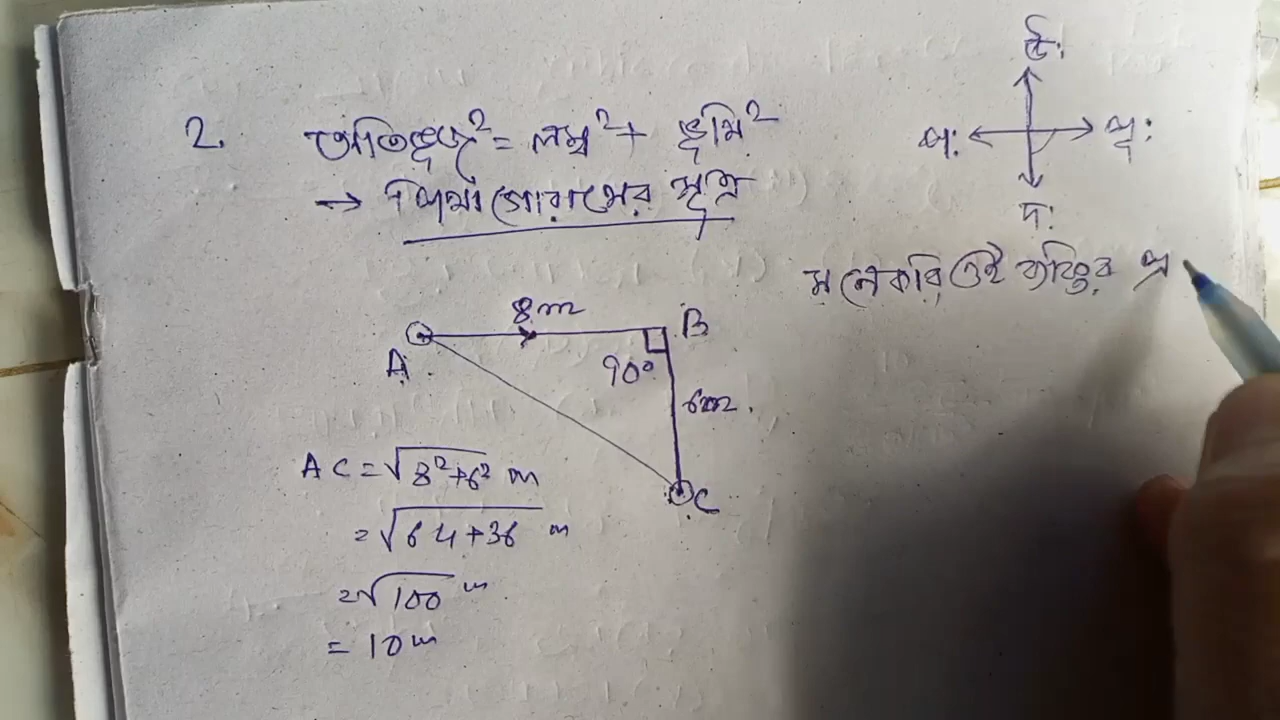 উ:
প: পূ:
দ:
2. অতিভুজ² = লম্ব² + ভূমি²
→ পিথাগোরাসের সূত্র
মনেকরি ওই ব্যক্তির প্র
8m
A B
90°
6m
C
AC = √8²+6² m
= √64+36 m
= √100 m
= 10m